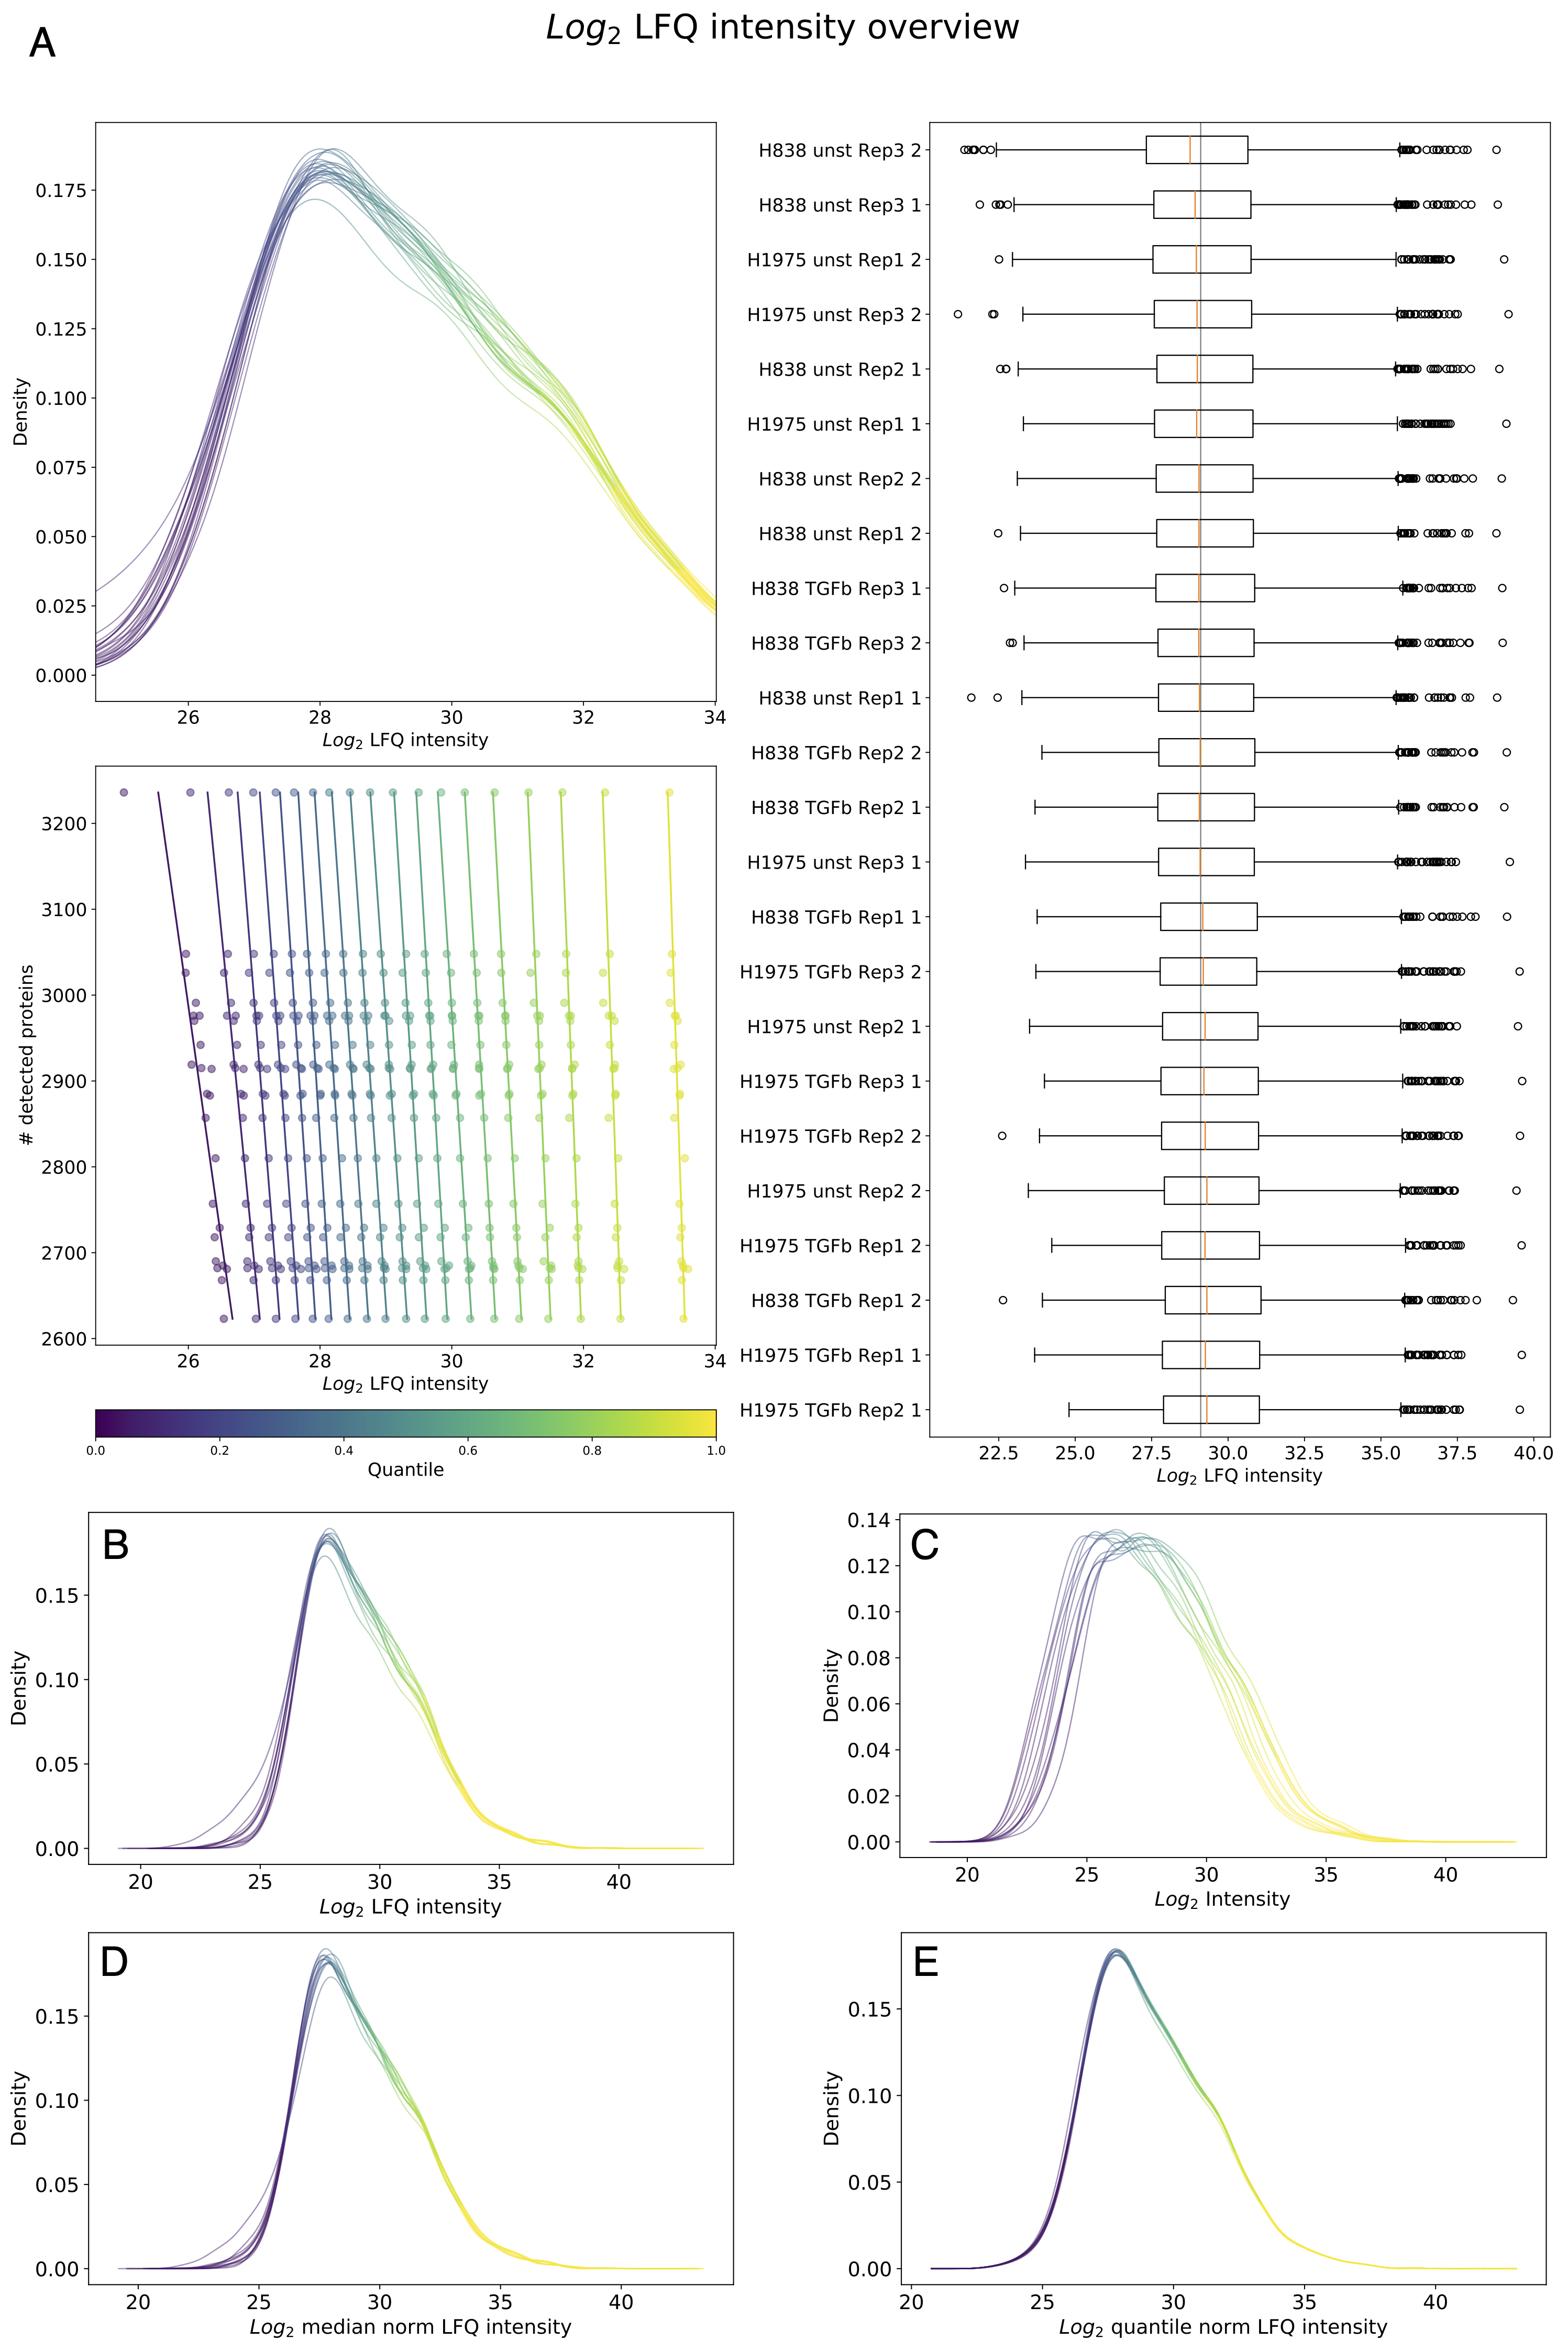 Log2 LFQ intensity overview
A
0.175
0.150
0.125
0.100
0.075
0.050
0.025
0.000
Density
26 28 30 32 34
Log2 LFQ intensity
3200
3100
3000
2900
2800
2700
2600
# detected proteins
26 28 30 32 34
Log2 LFQ intensity
0.0 0.2 0.4 0.6 0.8 1.0
Quantile
H838 unst Rep3 2
H838 unst Rep3 1
H1975 unst Rep1 2
H1975 unst Rep3 2
H838 unst Rep2 1
H1975 unst Rep1 1
H838 unst Rep2 2
H838 unst Rep1 2
H838 TGFb Rep3 1
H838 TGFb Rep3 2
H838 unst Rep1 1
H838 TGFb Rep2 2
H838 TGFb Rep2 1
H1975 unst Rep3 1
H838 TGFb Rep1 1
H1975 TGFb Rep3 2
H1975 unst Rep2 1
H1975 TGFb Rep3 1
H1975 TGFb Rep2 2
H1975 unst Rep2 2
H1975 TGFb Rep1 2
H838 TGFb Rep1 2
H1975 TGFb Rep1 1
H1975 TGFb Rep2 1
22.5 25.0 27.5 30.0 32.5 35.0 37.5 40.0
Log2 LFQ intensity
B
0.15
0.10
0.05
0.00
Density
20 25 30 35 40
Log2 LFQ intensity
C
0.14
0.12
0.10
0.08
0.06
0.04
0.02
0.00
Density
20 25 30 35 40
Log2 Intensity
D
0.15
0.10
0.05
0.00
Density
20 25 30 35 40
Log2 median norm LFQ intensity
E
0.15
0.10
0.05
0.00
Density
20 25 30 35 40
Log2 quantile norm LFQ intensity